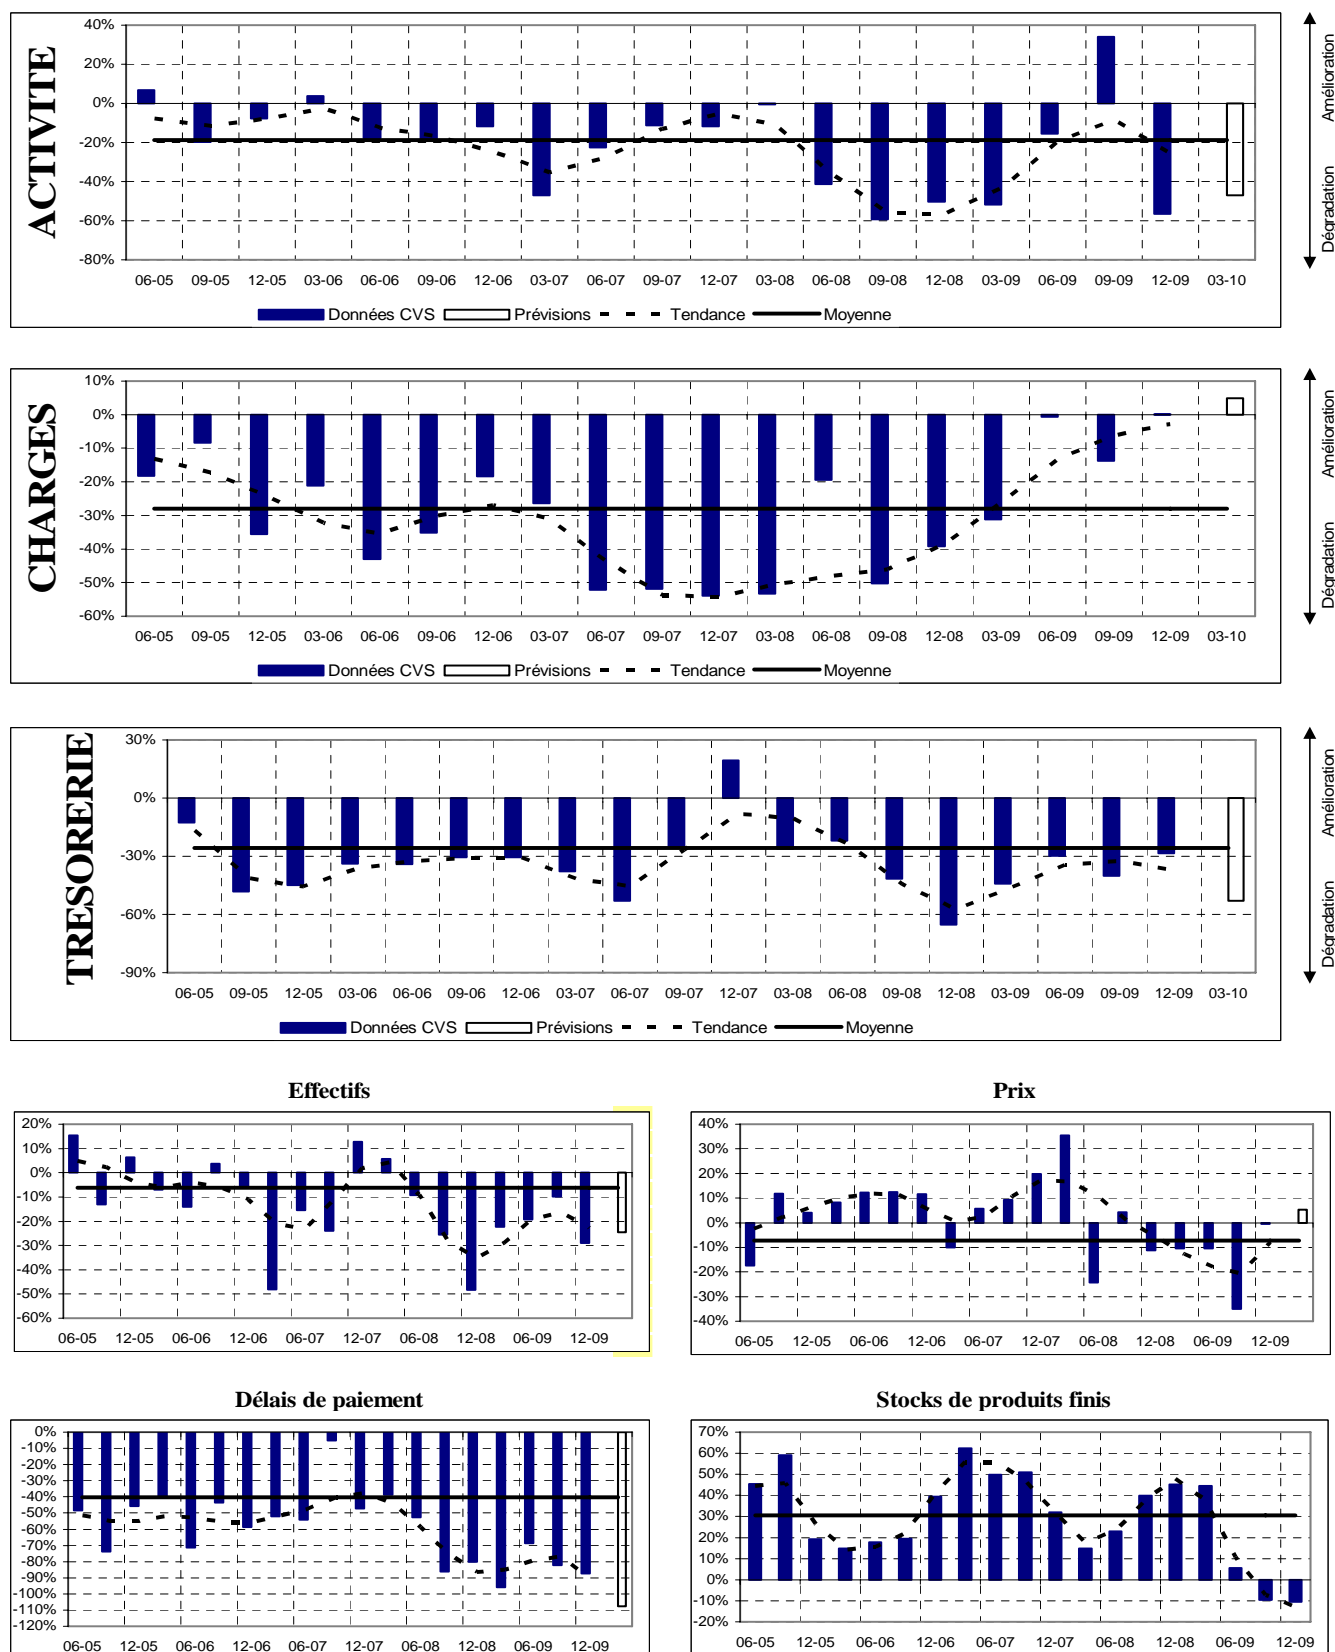 ACTIVITE
40%
20%
0%
-20%
-40%
-60%
-80%
06-05 09-05 12-05 03-06 06-06 09-06 12-06 03-07 06-07 09-07 12-07 03-08 06-08 09-08 12-08 03-09 06-09 09-09 12-09 03-10
Données CVS Prévisions Tendance Moyenne
Amélioration
Dégradation
CHARGES
10%
0%
-10%
-20%
-30%
-40%
-50%
-60%
06-05 09-05 12-05 03-06 06-06 09-06 12-06 03-07 06-07 09-07 12-07 03-08 06-08 09-08 12-08 03-09 06-09 09-09 12-09 03-10
Données CVS Prévisions Tendance Moyenne
Amélioration
Dégradation
TRESORERIE
30%
0%
-30%
-60%
-90%
06-05 09-05 12-05 03-06 06-06 09-06 12-06 03-07 06-07 09-07 12-07 03-08 06-08 09-08 12-08 03-09 06-09 09-09 12-09 03-10
Données CVS Prévisions Tendance Moyenne
Amélioration
Dégradation
Effectifs
20%
10%
0%
-10%
-20%
-30%
-40%
-50%
-60%
06-05 12-05 06-06 12-06 06-07 12-07 06-08 12-08 06-09 12-09
Prix
40%
30%
20%
10%
0%
-10%
-20%
-30%
-40%
06-05 12-05 06-06 12-06 06-07 12-07 06-08 12-08 06-09 12-09
Délais de paiement
0%
-10%
-20%
-30%
-40%
-50%
-60%
-70%
-80%
-90%
-100%
-110%
-120%
06-05 12-05 06-06 12-06 06-07 12-07 06-08 12-08 06-09 12-09
Stocks de produits finis
70%
60%
50%
40%
30%
20%
10%
0%
-10%
-20%
06-05 12-05 06-06 12-06 06-07 12-07 06-08 12-08 06-09 12-09